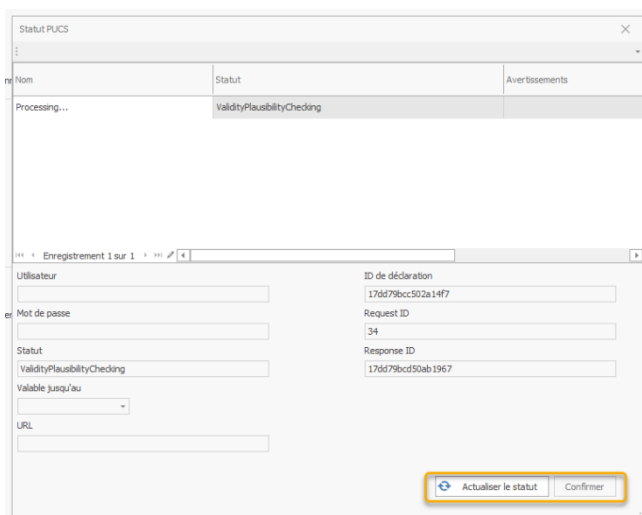 Statut PUCS
Nom Statut Avertissements
Processing... ValidityPlausibilityChecking
Enregistrement 1 sur 1
Utilisateur ID de déclaration
17dd79bcc502a14f7
Mot de passe Request ID
34
Statut Response ID
ValidityPlausibilityChecking 17dd79bcd50ab1967
Valable jusqu'au
URL
Actualiser le statut Confirmer